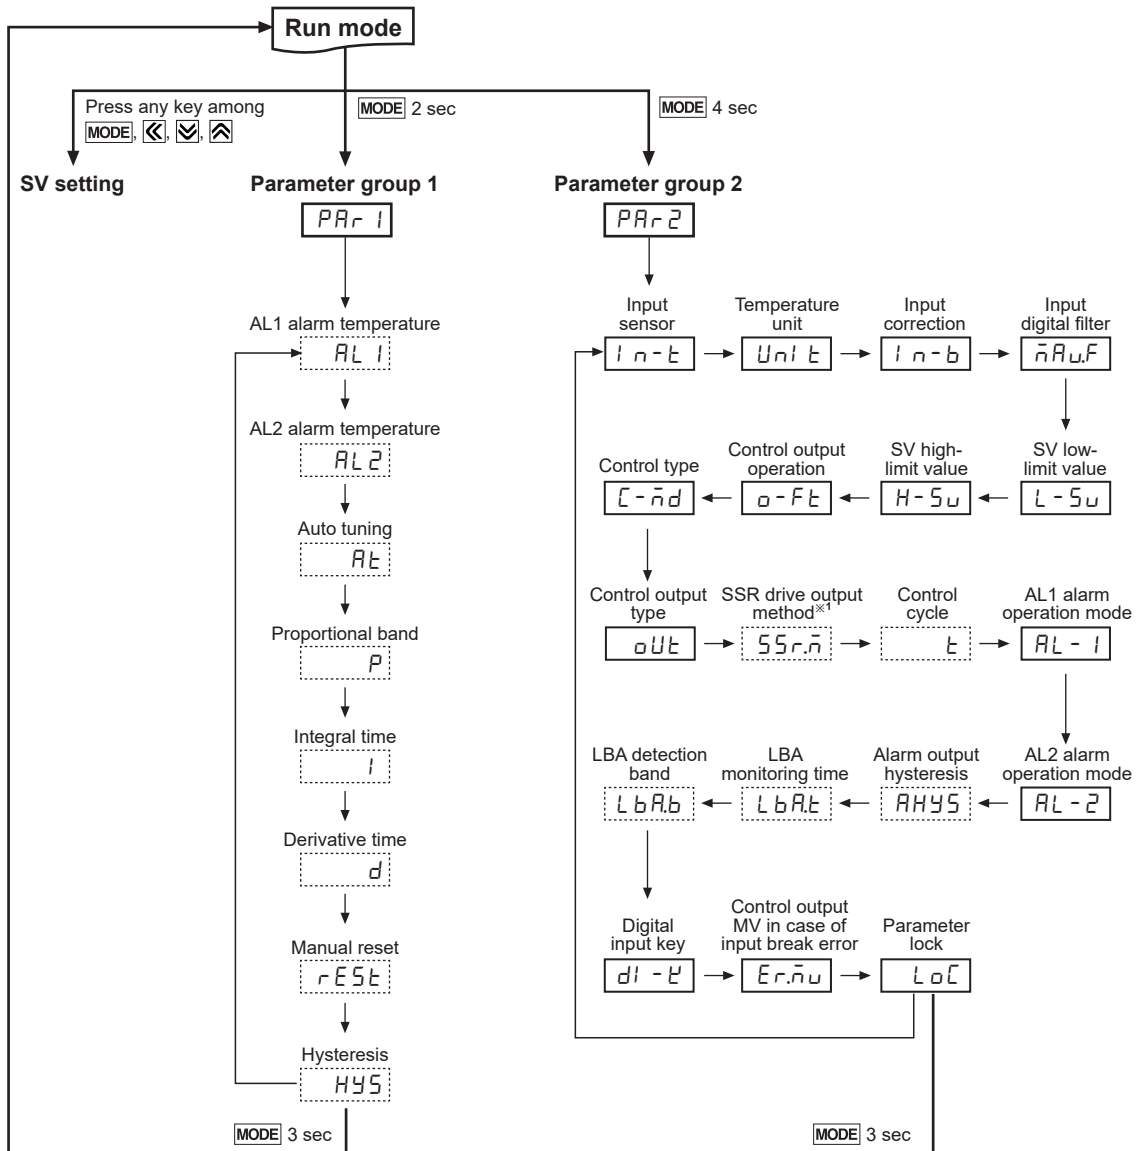 Run mode
Press any key among
MODE, «, ,
MODE 2 sec
MODE 4 sec
SV setting
Parameter group 1
PAr 1
AL1 alarm temperature
AL 1
AL2 alarm temperature
AL2
Auto tuning
At
Proportional band
P
Integral time
I
Derivative time
d
Manual reset
rESt
Hysteresis
HYS
MODE 3 sec
Parameter group 2
PAr2
Input
sensor
In-t
Temperature
unit
UnIt
Input
correction
In-b
Input
digital filter
mAv.F
SV low-
limit value
L-Sv
SV high-
limit value
H-Sv
Control output
operation
o-Ft
Control type
C-md
Control output
type
oUt
SSR drive output
method※1
SSr.m
Control
cycle
t
AL1 alarm
operation mode
AL-1
AL2 alarm
operation mode
AL-2
Alarm output
hysteresis
AHYS
LBA
monitoring time
LbA.t
LBA detection
band
LbA.b
Digital
input key
dI-K
Control output
MV in case of
input break error
Er.mv
Parameter
lock
LoC
MODE 3 sec